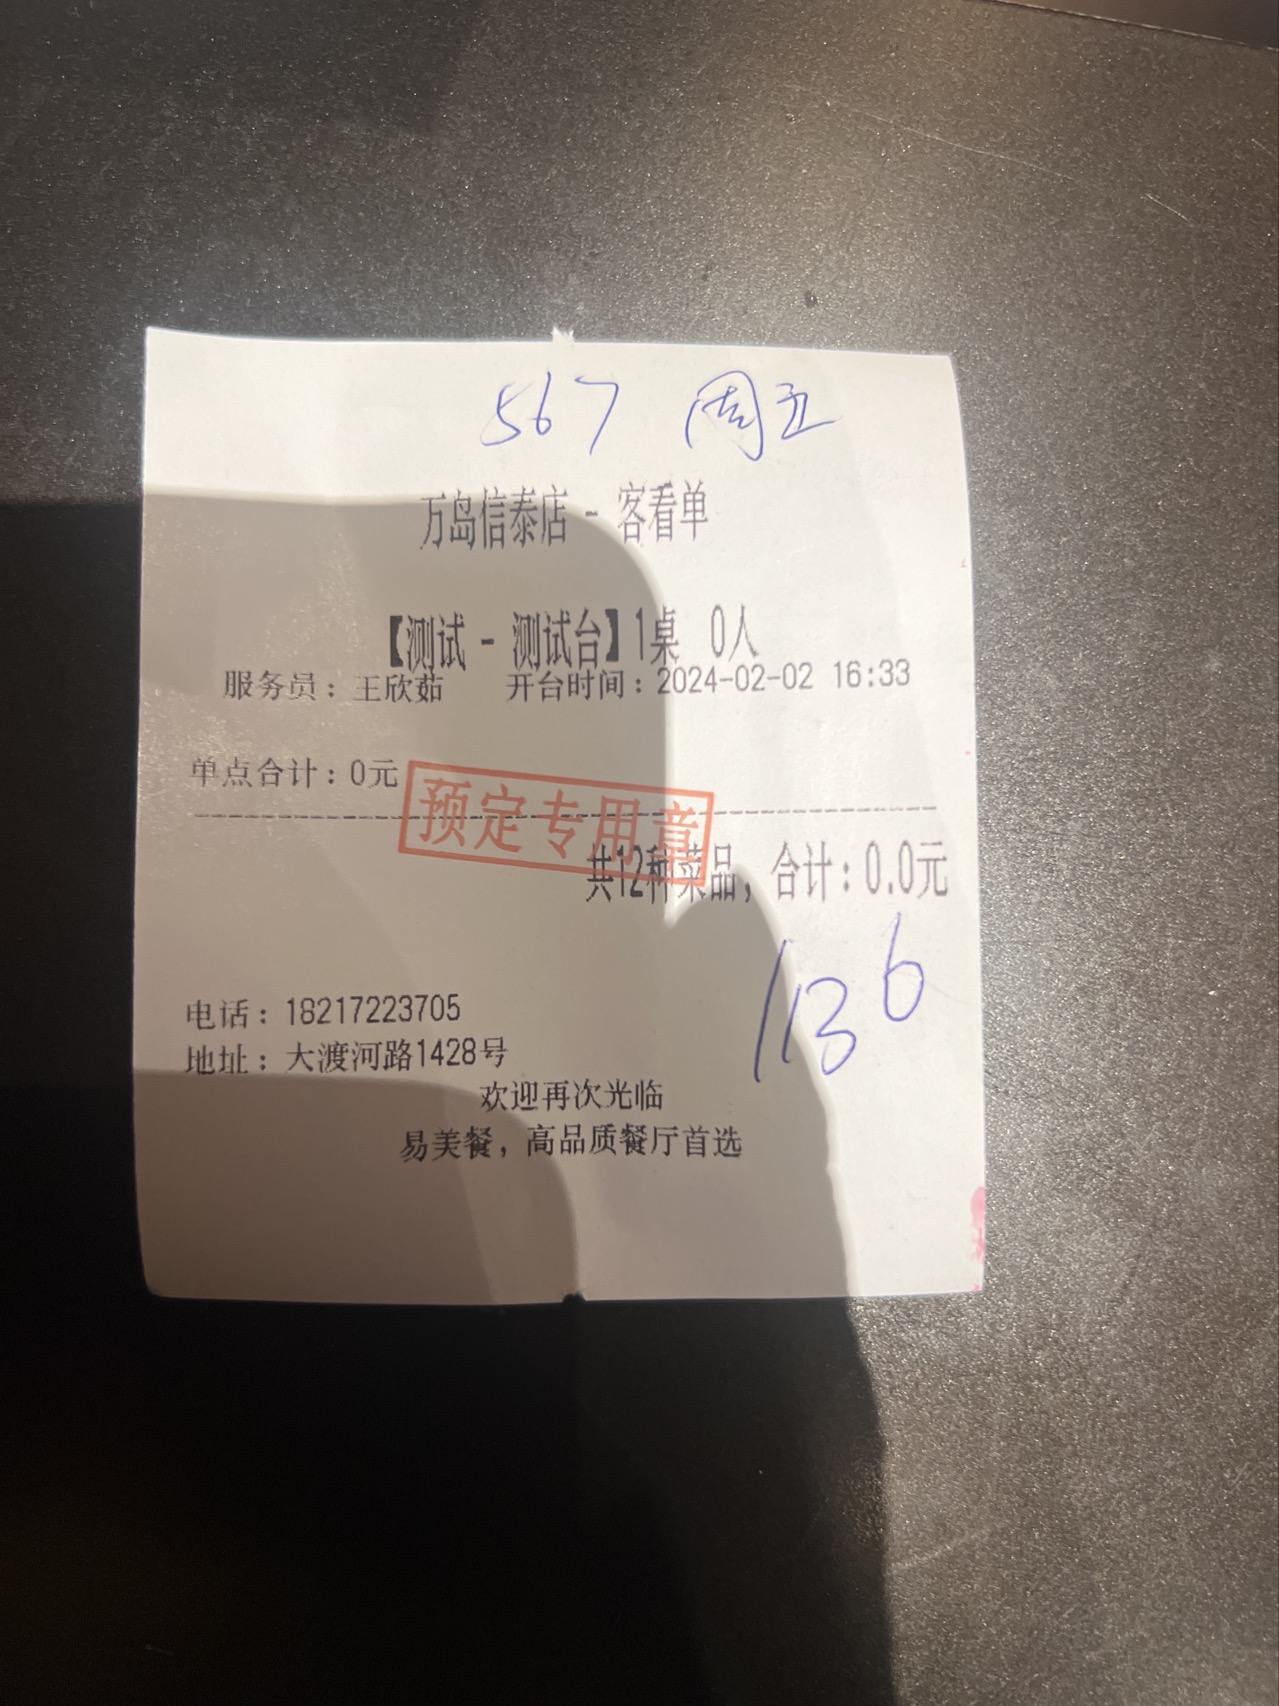 567 周五
万岛信泰店 - 客看单
【测试 - 测试台】1桌 0人
服务员：王欣茹 开台时间：2024-02-02 16:33
单点合计：0元
预定专用章
共12种菜品，合计：0.0元
1136
电话：18217223705
地址：大渡河路1428号
欢迎再次光临
易美餐，高品质餐厅首选